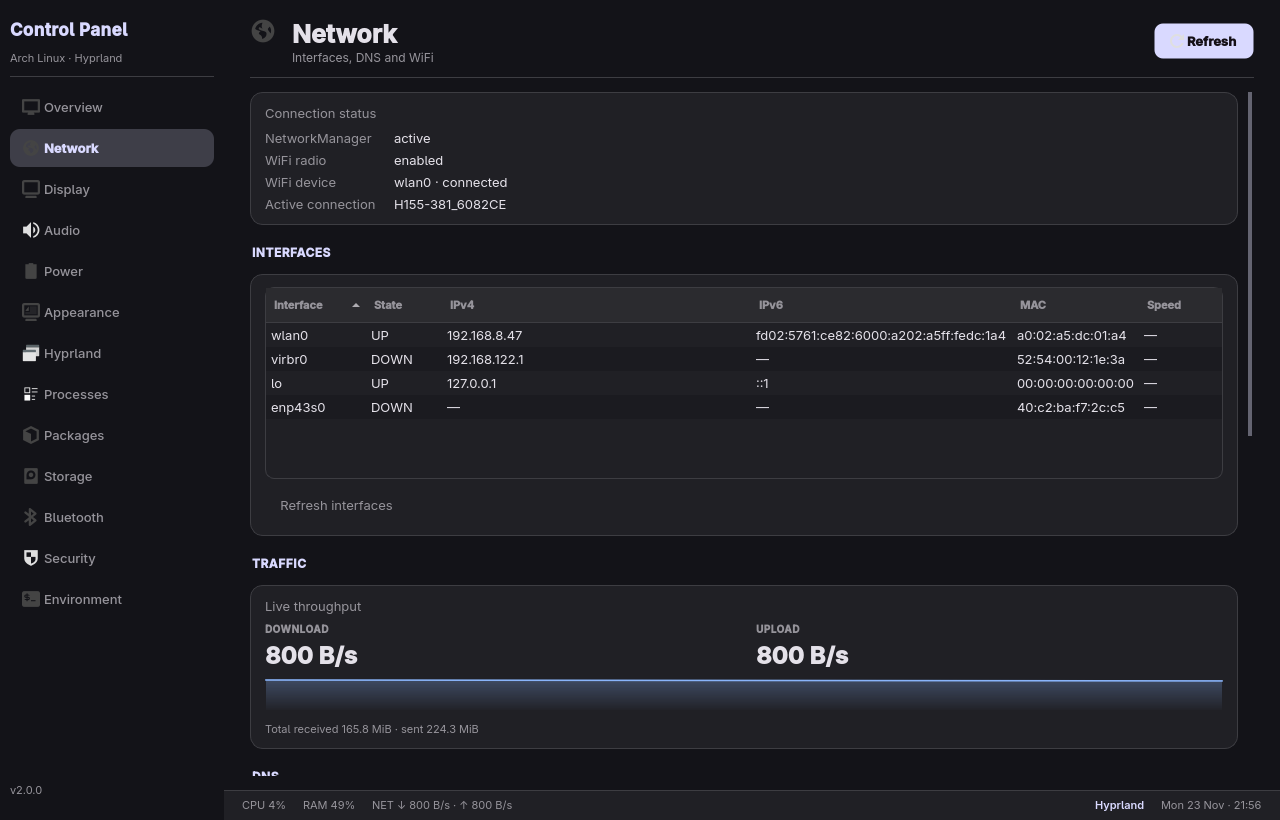 Control Panel
Arch Linux · Hyprland
Overview
Network
Display
Audio
Power
Appearance
Hyprland
Processes
Packages
Storage
Bluetooth
Security
Environment
v2.0.0
Network
Interfaces, DNS and WiFi
Refresh
Connection status
NetworkManager active
WiFi radio enabled
WiFi device wlan0 · connected
Active connection H155-381_6082CE
INTERFACES
Interface State IPv4 IPv6 MAC Speed
wlan0 UP 192.168.8.47 fd02:5761:ce82:6000:a202:a5ff:fedc:1a4 a0:02:a5:dc:01:a4 —
virbr0 DOWN 192.168.122.1 — 52:54:00:12:1e:3a —
lo UP 127.0.0.1 ::1 00:00:00:00:00:00 —
enp43s0 DOWN — — 40:c2:ba:f7:2c:c5 —
Refresh interfaces
TRAFFIC
Live throughput
DOWNLOAD UPLOAD
800 B/s 800 B/s
Total received 165.8 MiB · sent 224.3 MiB
DNS
CPU 4% RAM 49% NET ↓ 800 B/s · ↑ 800 B/s Hyprland Mon 23 Nov · 21:56